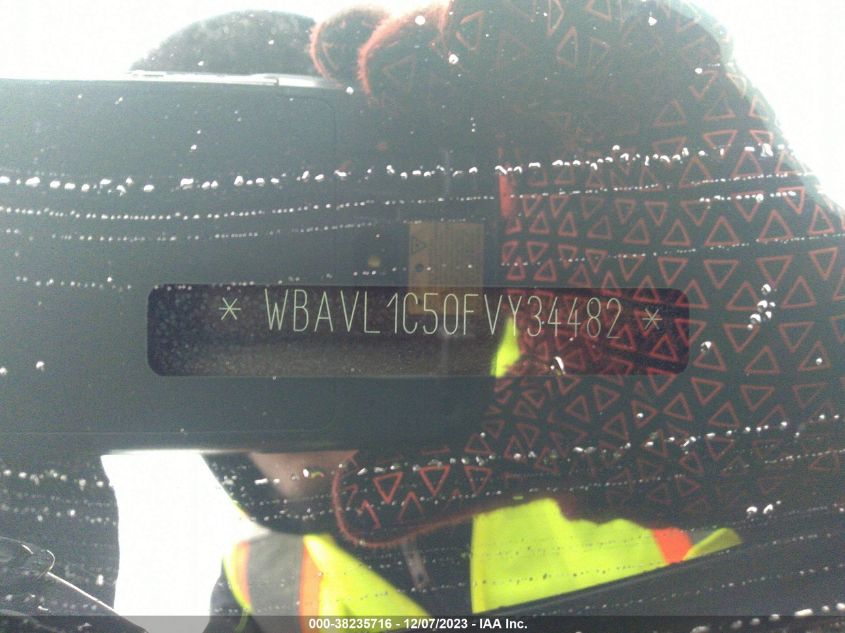 * WBAVL1C50FVY34482 *
000-38235716 - 12/07/2023 - IAA Inc.